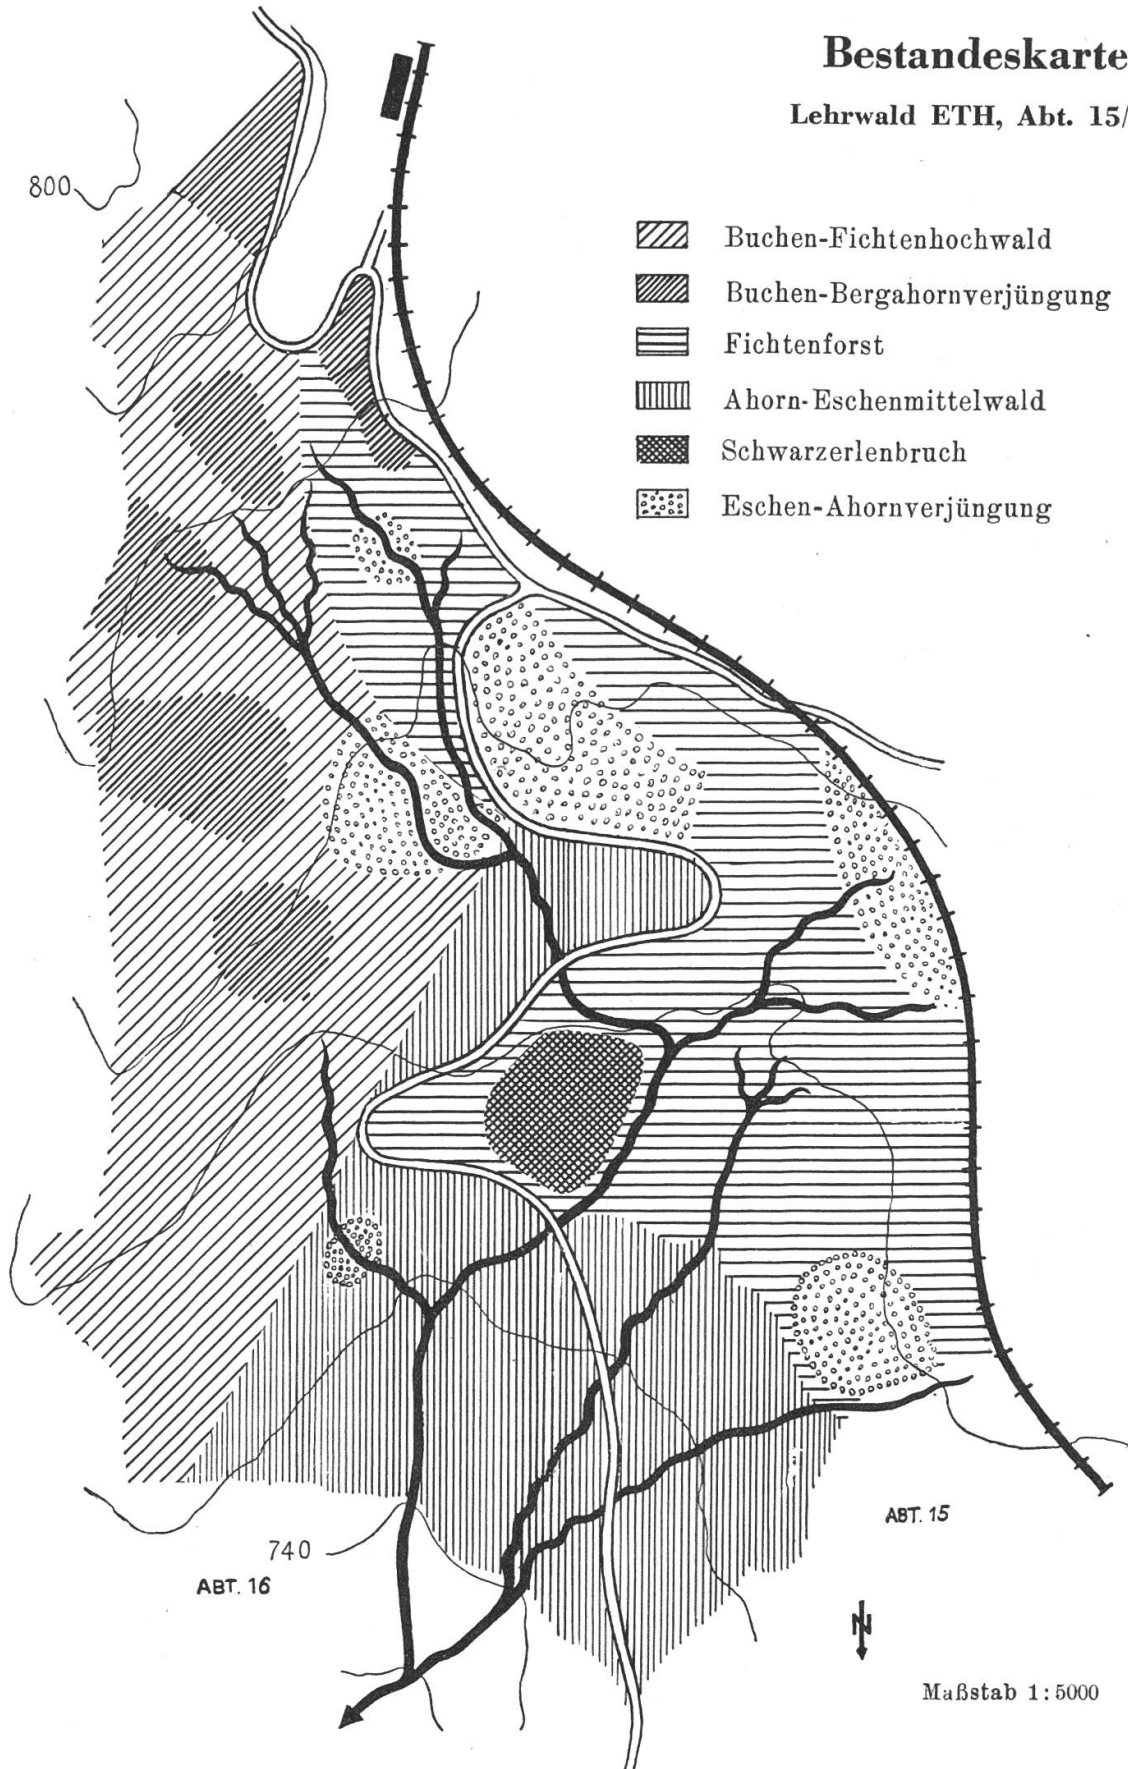 Bestandeskarte
Lehrwald ETH, Abt. 15/
800
Buchen-Fichtenhochwald
Buchen-Bergahornverjüngung
Fichtenforst
Ahorn-Eschenmittelwald
Schwarzerlenbruch
Eschen-Ahornverjüngung
ABT. 15
740
ABT. 16
N
Maßstab 1:5000